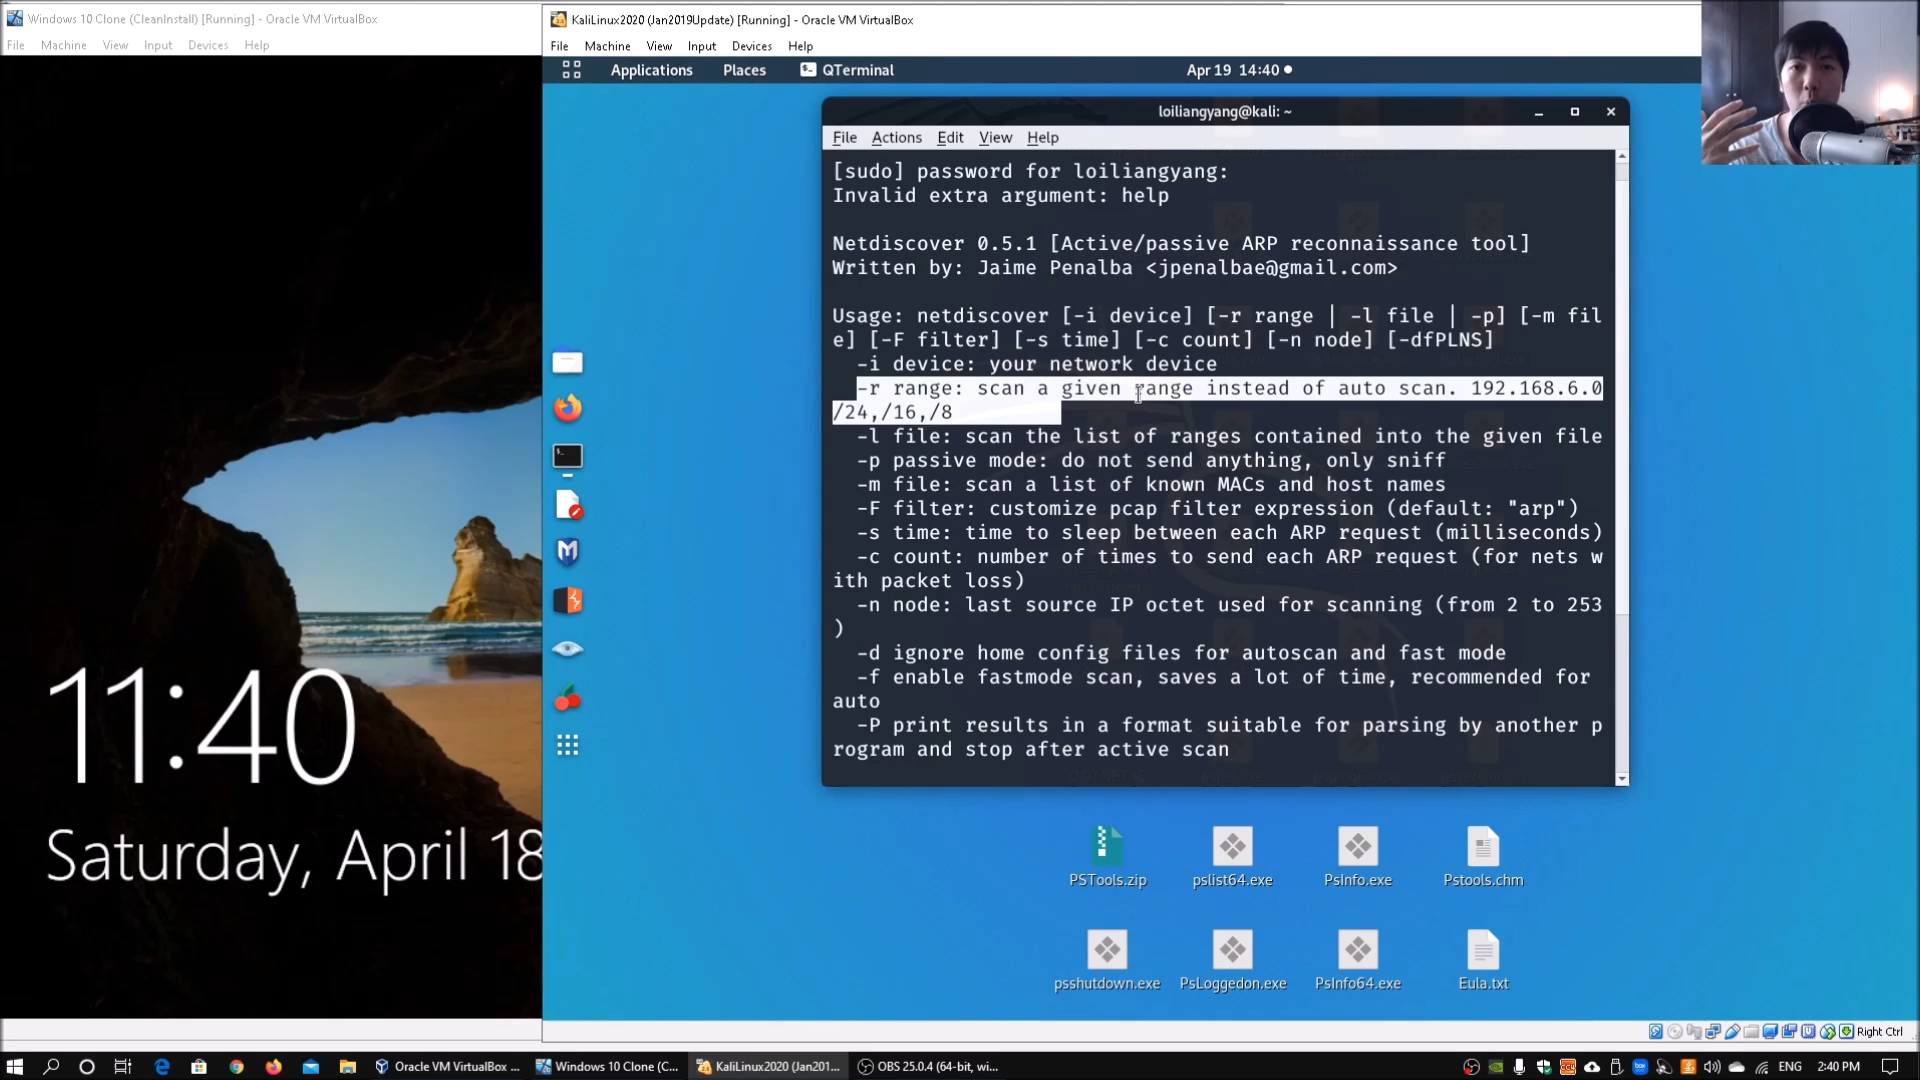 Windows 10 Clone (CleanInstall) [Running] - Oracle VM VirtualBox
File Machine View Input Devices Help
KaliLinux2020 (Jan2019Update) [Running] - Oracle VM VirtualBox
File Machine View Input Devices Help
Applications Places QTerminal Apr 19 14:40
loiliangyang@kali: ~
File Actions Edit View Help
[sudo] password for loiliangyang:
Invalid extra argument: help
Netdiscover 0.5.1 [Active/passive ARP reconnaissance tool]
Written by: Jaime Penalba <jpenalbae@gmail.com>
Usage: netdiscover [-i device] [-r range | -l file | -p] [-m fil
e] [-F filter] [-s time] [-c count] [-n node] [-dfPLNS]
-i device: your network device
-r range: scan a given range instead of auto scan. 192.168.6.0
/24,/16,/8
-l file: scan the list of ranges contained into the given file
-p passive mode: do not send anything, only sniff
-m file: scan a list of known MACs and host names
-F filter: customize pcap filter expression (default: "arp")
-s time: time to sleep between each ARP request (milliseconds)
-c count: number of times to send each ARP request (for nets w
ith packet loss)
-n node: last source IP octet used for scanning (from 2 to 253
)
-d ignore home config files for autoscan and fast mode
-f enable fastmode scan, saves a lot of time, recommended for
auto
-P print results in a format suitable for parsing by another p
rogram and stop after active scan
11:40
Saturday, April 18
PSTools.zip pslist64.exe PsInfo.exe Pstools.chm
psshutdown.exe PsLoggedon.exe PsInfo64.exe Eula.txt
Right Ctrl
Oracle VM VirtualBox ... Windows 10 Clone (C... KaliLinux2020 (Jan201... OBS 25.0.4 (64-bit, wi... ENG 2:40 PM